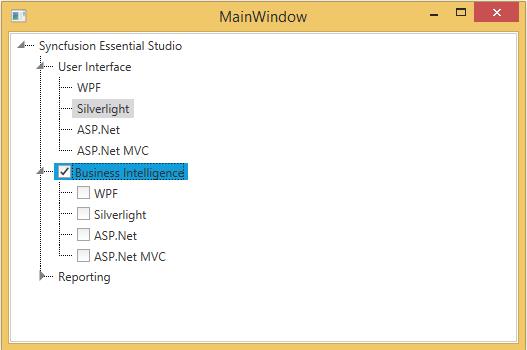 MainWindow
Syncfusion Essential Studio
User Interface
WPF
Silverlight
ASP.Net
ASP.Net MVC
Business Intelligence
WPF
Silverlight
ASP.Net
ASP.Net MVC
Reporting